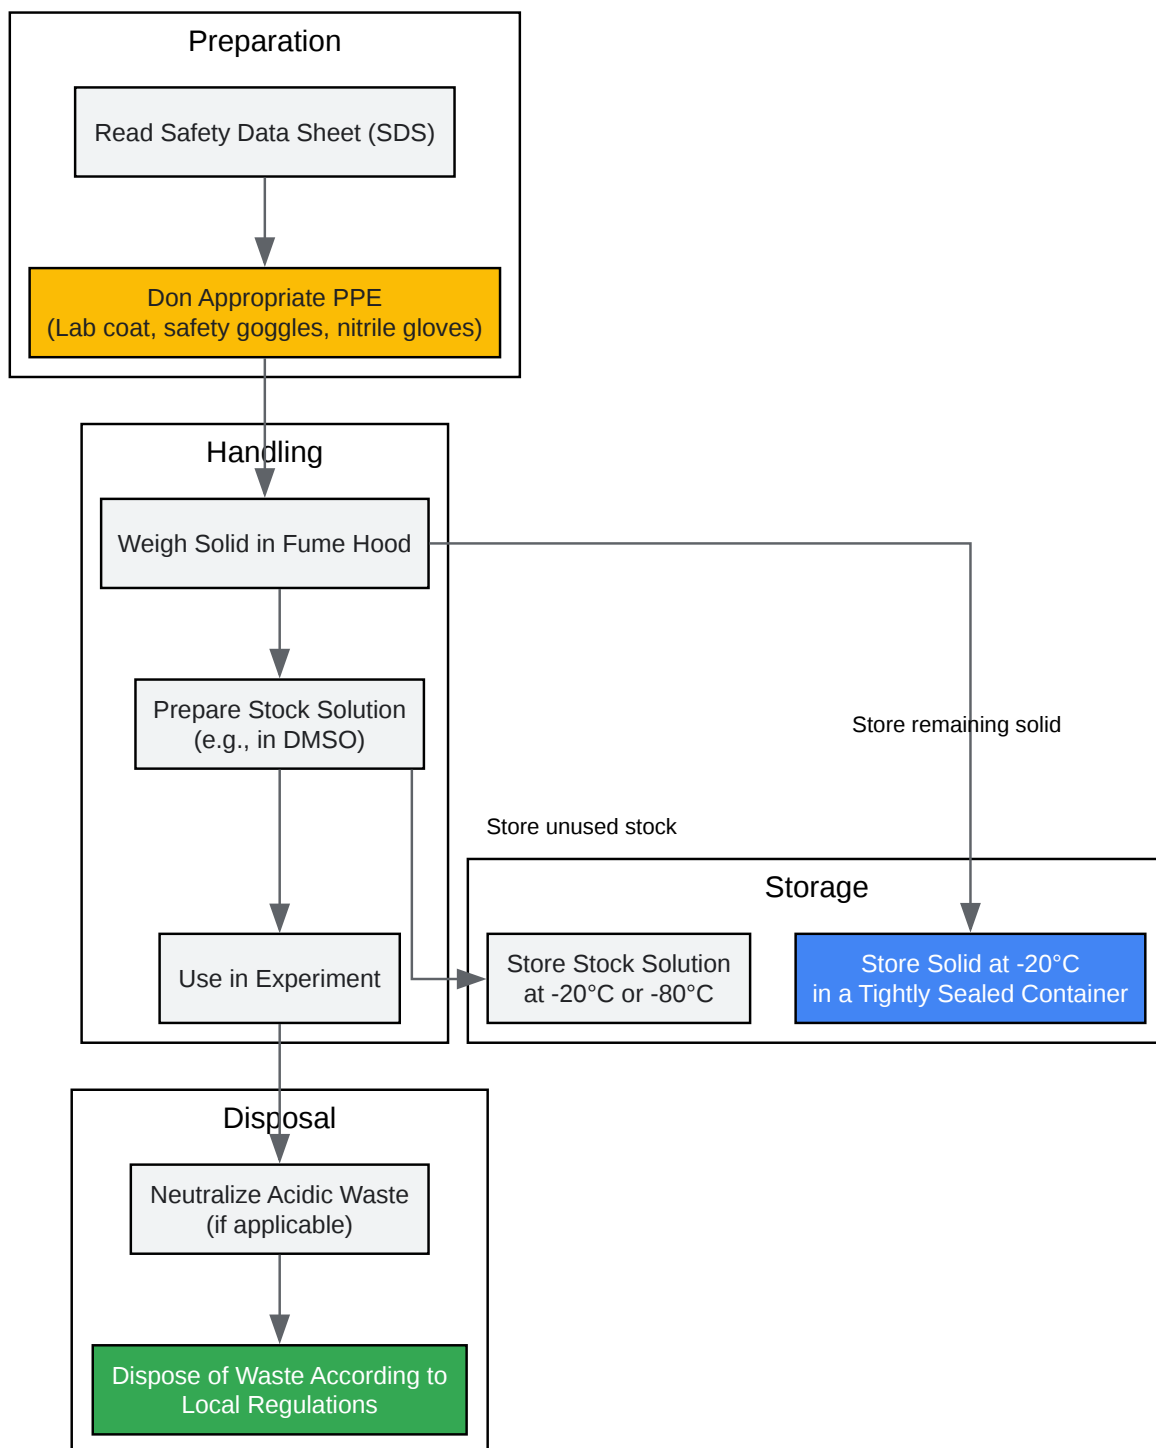 Preparation
Read Safety Data Sheet (SDS)
Don Appropriate PPE
(Lab coat, safety goggles, nitrile gloves)
Handling
Weigh Solid in Fume Hood
Prepare Stock Solution
(e.g., in DMSO)
Store remaining solid
Store unused stock
Storage
Use in Experiment
Store Stock Solution
at -20°C or -80°C
Store Solid at -20°C
in a Tightly Sealed Container
Disposal
Neutralize Acidic Waste
(if applicable)
Dispose of Waste According to
Local Regulations